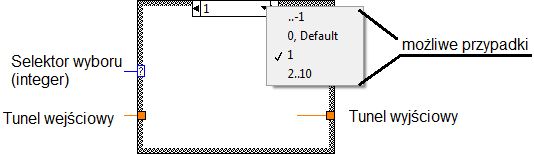 1
..-1
0, Default
✓ 1
2..10
możliwe przypadki
Selektor wyboru
(integer)
?
Tunel wejściowy
Tunel wyjściowy